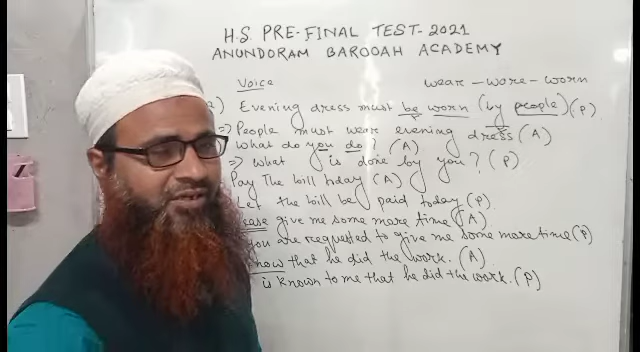 H.S PRE-FINAL TEST-2021
ANUNDORAM BAROOAH ACADEMY
Voice wear - wore - worn
) Evening dress must be worn (by people) (P)
=> People must wear evening dress (A)
What do you do? (A)
=> What is done by you? (P)
Pay The bill today (A)
Let the bill be paid today (P)
give me some more time (A)
you are requested to give me some more time (P)
that he did the work. (A)
is known to me that he did the work. (P)